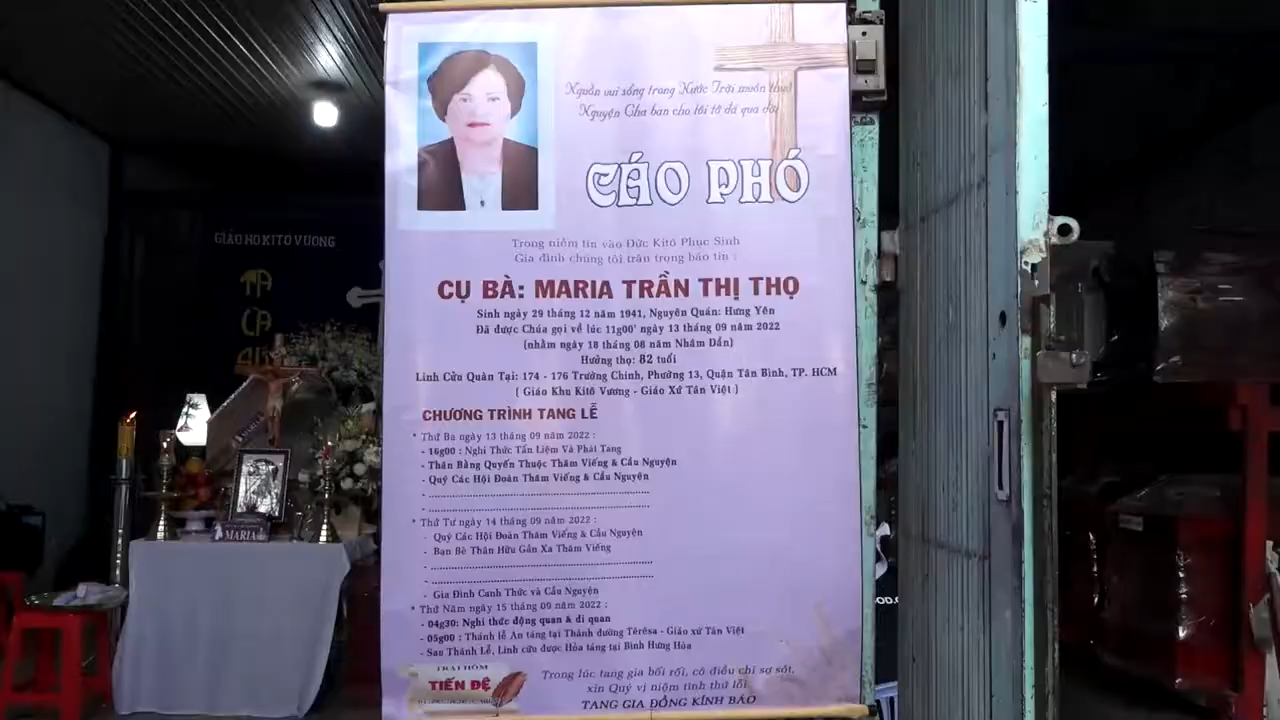 Nguồn vui sống trong Nước Trời muôn thuở
Nguyện Cha ban cho tôi tớ đã qua đời
CÁO PHÓ
Trong niềm tin vào Đức Kitô Phục Sinh
Gia đình chúng tôi trân trọng báo tin :
CỤ BÀ: MARIA TRẦN THỊ THỌ
Sinh ngày 29 tháng 12 năm 1941, Nguyên Quán: Hưng Yên
Đã được Chúa gọi về lúc 11g00' ngày 13 tháng 09 năm 2022
(nhằm ngày 18 tháng 08 năm Nhâm Dần)
Hưởng thọ: 82 tuổi
Linh Cửu Quàn Tại: 174 - 176 Trường Chinh, Phường 13, Quận Tân Bình, TP. HCM
( Giáo Khu Kitô Vương - Giáo Xứ Tân Việt )
CHƯƠNG TRÌNH TANG LỄ
* Thứ Ba ngày 13 tháng 09 năm 2022 :
- 16g00 : Nghi Thức Tẩn Liệm Và Phát Tang
- Thân Bằng Quyến Thuộc Thăm Viếng & Cầu Nguyện
- Quý Các Hội Đoàn Thăm Viếng & Cầu Nguyện
* Thứ Tư ngày 14 tháng 09 năm 2022 :
- Quý Các Hội Đoàn Thăm Viếng & Cầu Nguyện
- Bạn Bè Thân Hữu Gần Xa Thăm Viếng
- Gia Đình Canh Thức và Cầu Nguyện
* Thứ Năm ngày 15 tháng 09 năm 2022 :
- 04g30: Nghi thức động quan & di quan
- 05g00 : Thánh lễ An táng tại Thánh đường Têrêsa - Giáo xứ Tân Việt
- Sau Thánh Lễ, Linh cữu được Hỏa táng tại Bình Hưng Hòa
TRẠI HÒM
TIẾN ĐỆ
Trong lúc tang gia bối rối, có điều chi sơ sót,
xin Quý vị niệm tình thứ lỗi
TANG GIA ĐỒNG KÍNH BÁO
GIÁO HỌ KITO VƯƠNG
MARIA